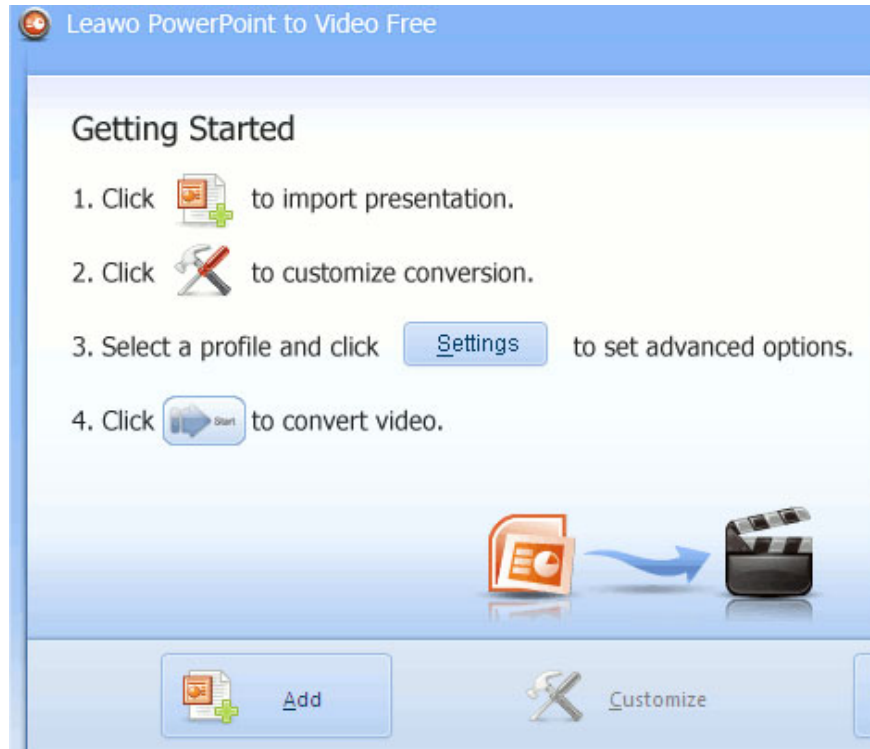 Leawo PowerPoint to Video Free
Getting Started
1. Click to import presentation.
2. Click to customize conversion.
3. Select a profile and click Settings to set advanced options.
4. Click Start to convert video.
Add Customize